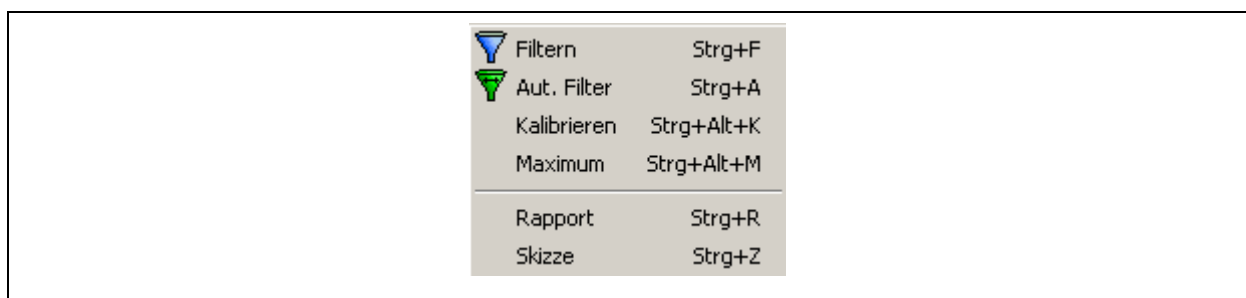 Filtern Strg+F
Aut. Filter Strg+A
Kalibrieren Strg+Alt+K
Maximum Strg+Alt+M
Rapport Strg+R
Skizze Strg+Z